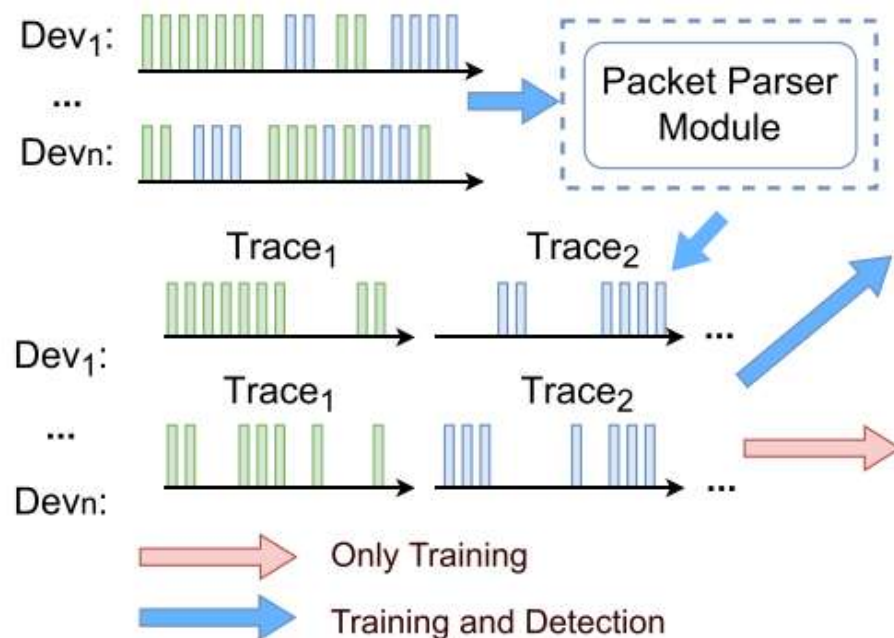 Dev₁:
...
Devn:
Packet Parser
Module
Trace₁ Trace₂
Dev₁:
...
Trace₁ Trace₂
...
Devn:
...
Only Training
Training and Detection